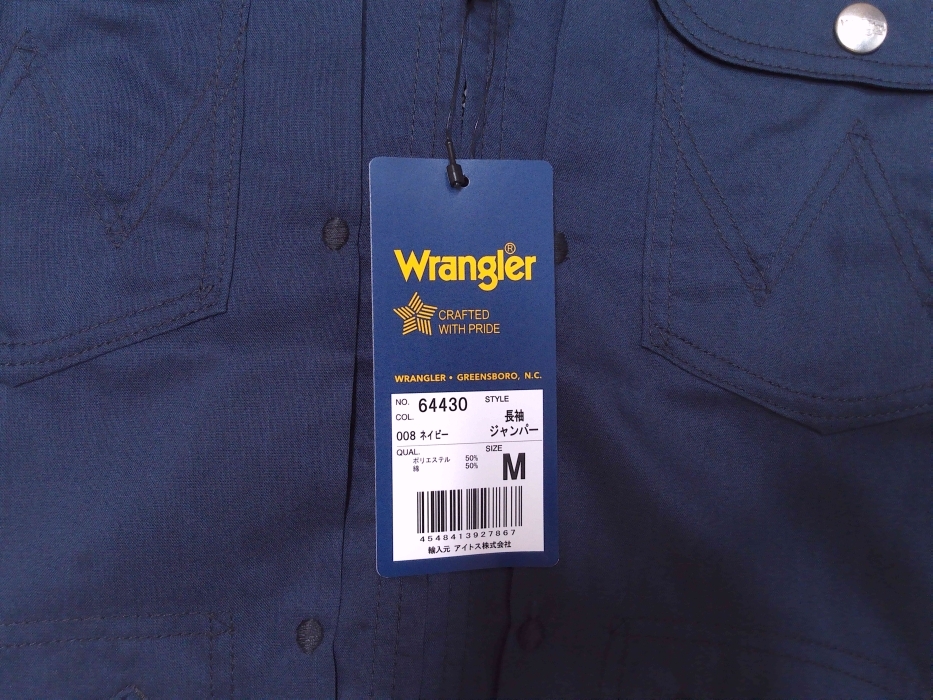 Wrangler®
CRAFTED
WITH PRIDE
WRANGLER • GREENSBORO, N.C.
NO. 64430 STYLE
COL. 長袖
008 ネイビー ジャンパー
QUAL. SIZE
ポリエステル 50%
綿 50%
M
4548413927867
輸入元 アイトス株式会社